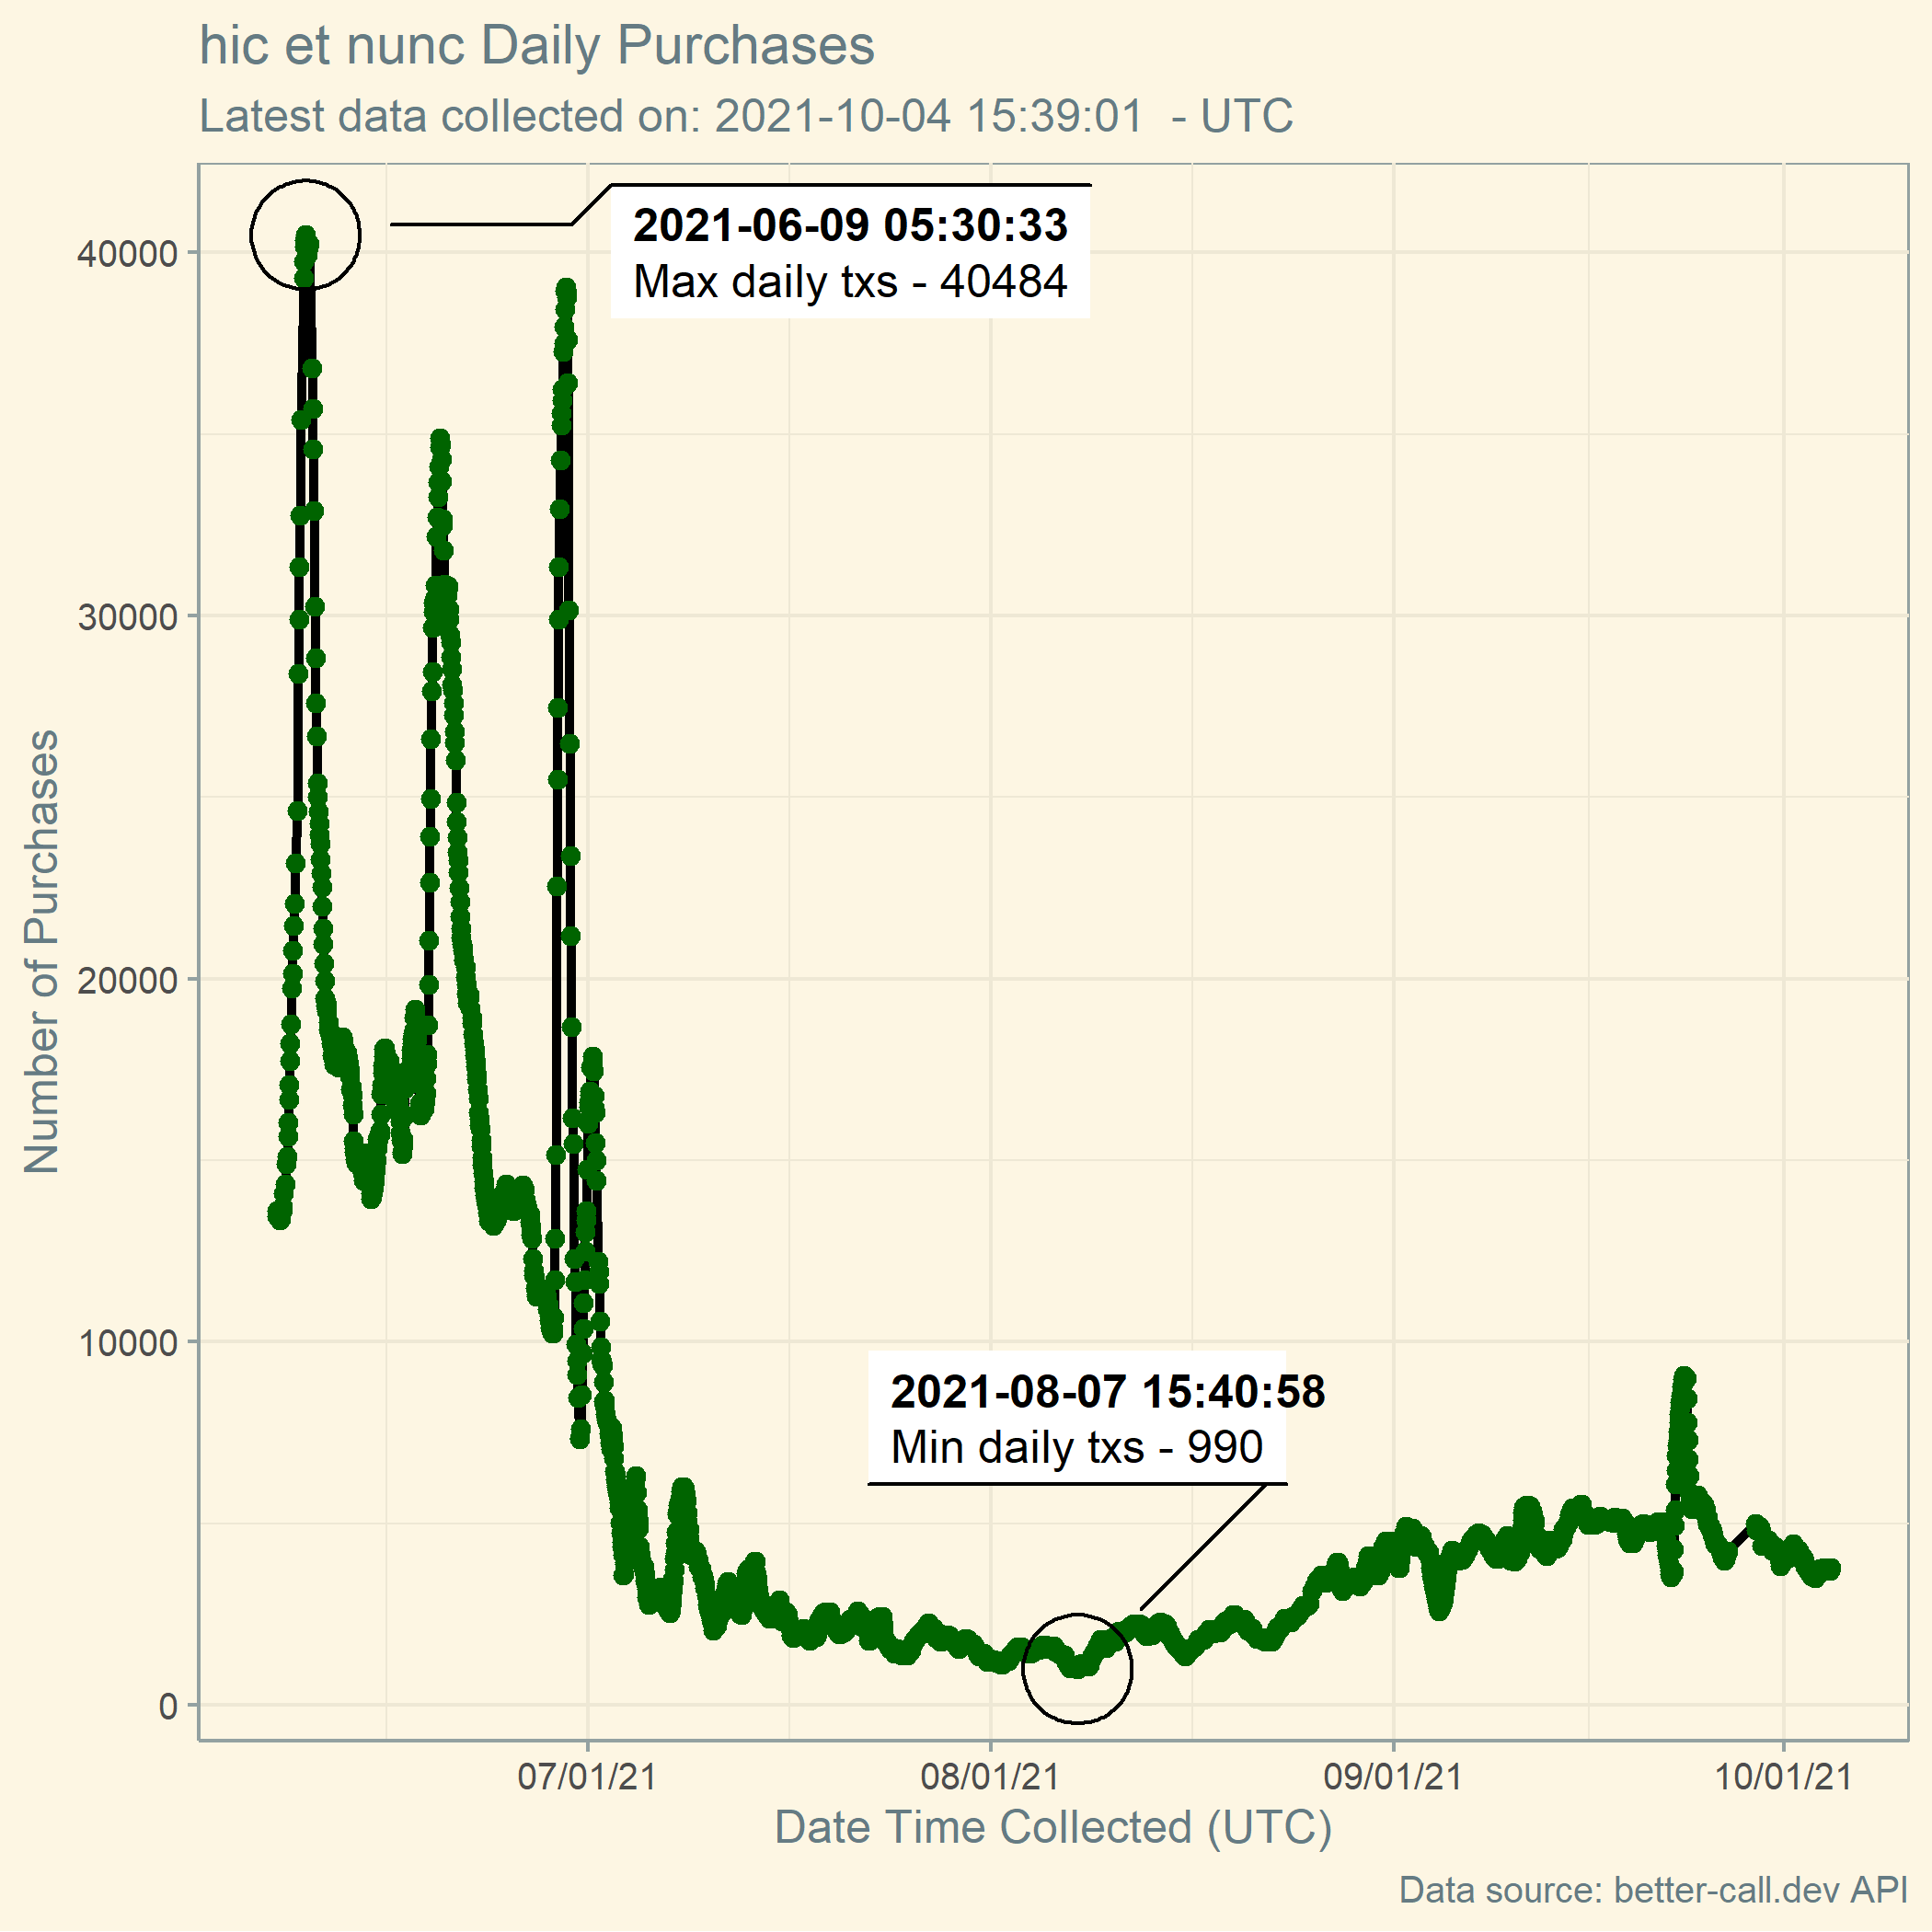 hic et nunc Daily Purchases
Latest data collected on: 2021-10-04 15:39:01  - UTC
2021-06-09 05:30:33
Max daily txs - 40484
40000
30000
20000
10000
0
Number of Purchases
2021-08-07 15:40:58
Min daily txs - 990
07/01/21 08/01/21 09/01/21 10/01/21
Date Time Collected (UTC)
Data source: better-call.dev API